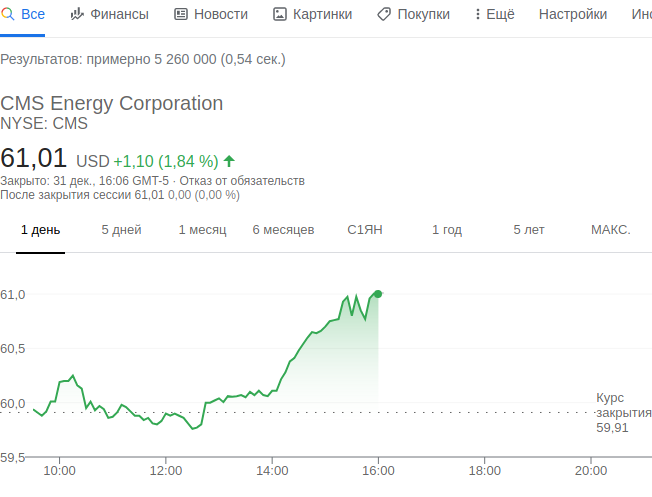 Все Финансы Новости Картинки Покупки Ещё Настройки Инс
Результатов: примерно 5 260 000 (0,54 сек.)
CMS Energy Corporation
NYSE: CMS
61,01 USD +1,10 (1,84 %)
Закрыто: 31 дек., 16:06 GMT-5 · Отказ от обязательств
После закрытия сессии 61,01 0,00 (0,00 %)
1 день 5 дней 1 месяц 6 месяцев С1ЯН 1 год 5 лет МАКС.
61,0
60,5
60,0
59,5
Курс
закрытия
59,91
10:00 12:00 14:00 16:00 18:00 20:00